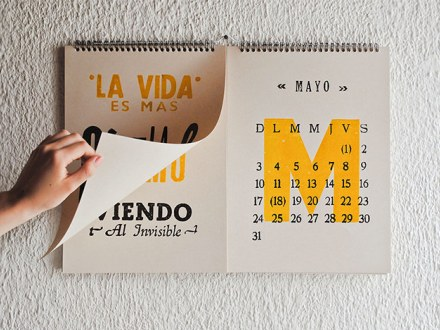 "LA VIDA"
ES MAS
VIENDO
Al Invisible
« MAYO »
D L M M J V S
(1) 2
3 4 5 6 7 8 9
10 11 12 13 14 15 16
17 (18) 19 20 21 22 23
24 25 26 27 28 29 30
31
M